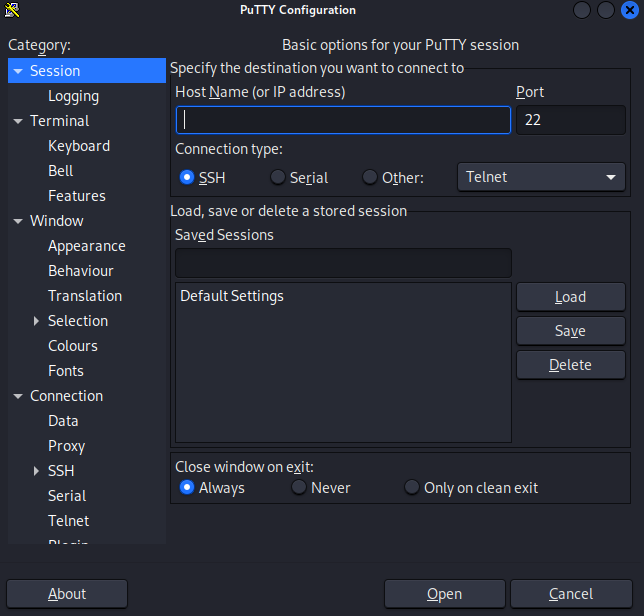 PuTTY Configuration
Category:
Session
Logging
Terminal
Keyboard
Bell
Features
Window
Appearance
Behaviour
Translation
Selection
Colours
Fonts
Connection
Data
Proxy
SSH
Serial
Telnet
Basic options for your PuTTY session
Specify the destination you want to connect to
Host Name (or IP address) Port
22
Connection type:
SSH Serial Other: Telnet
Load, save or delete a stored session
Saved Sessions
Default Settings
Load
Save
Delete
Close window on exit:
Always Never Only on clean exit
About Open Cancel